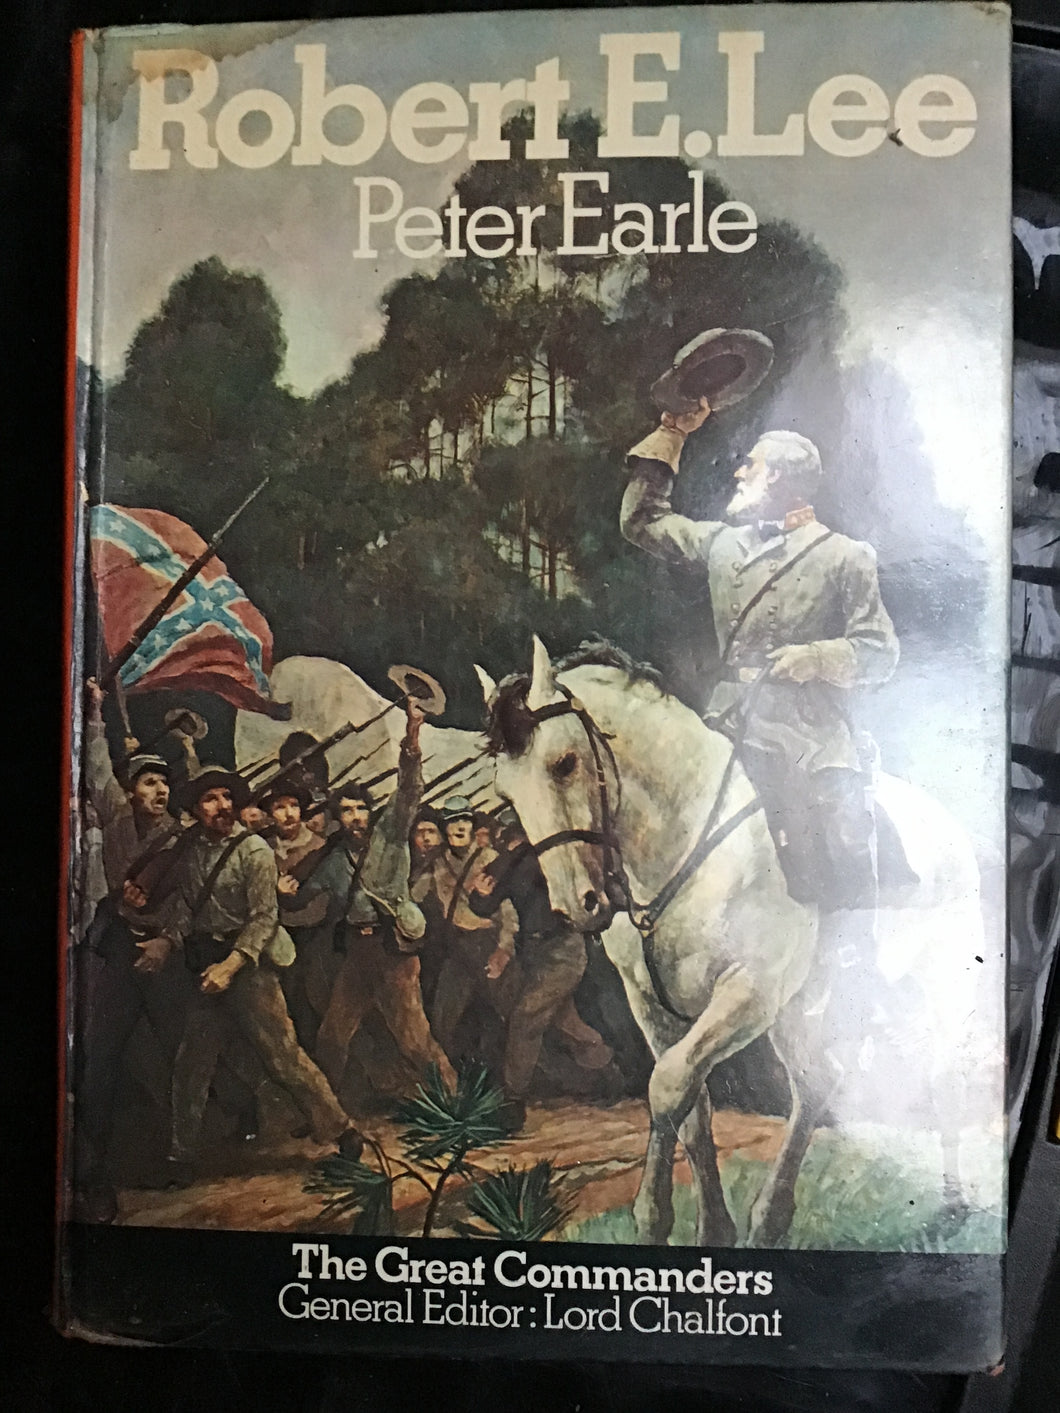 Robert E. Lee
Peter Earle
The Great Commanders
General Editor: Lord Chalfont